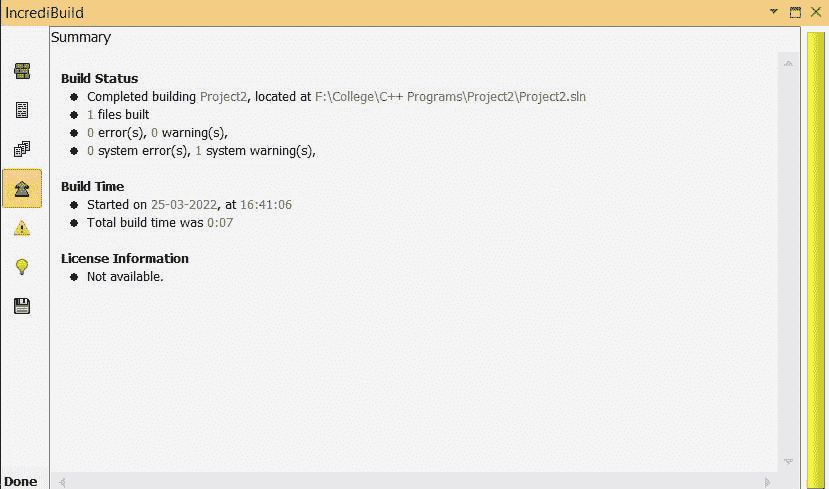 IncrediBuild
Summary
Build Status
Completed building Project2, located at F:\College\C++ Programs\Project2\Project2.sln
1 files built
0 error(s), 0 warning(s),
0 system error(s), 1 system warning(s),
Build Time
Started on 25-03-2022, at 16:41:06
Total build time was 0:07
License Information
Not available.
Done